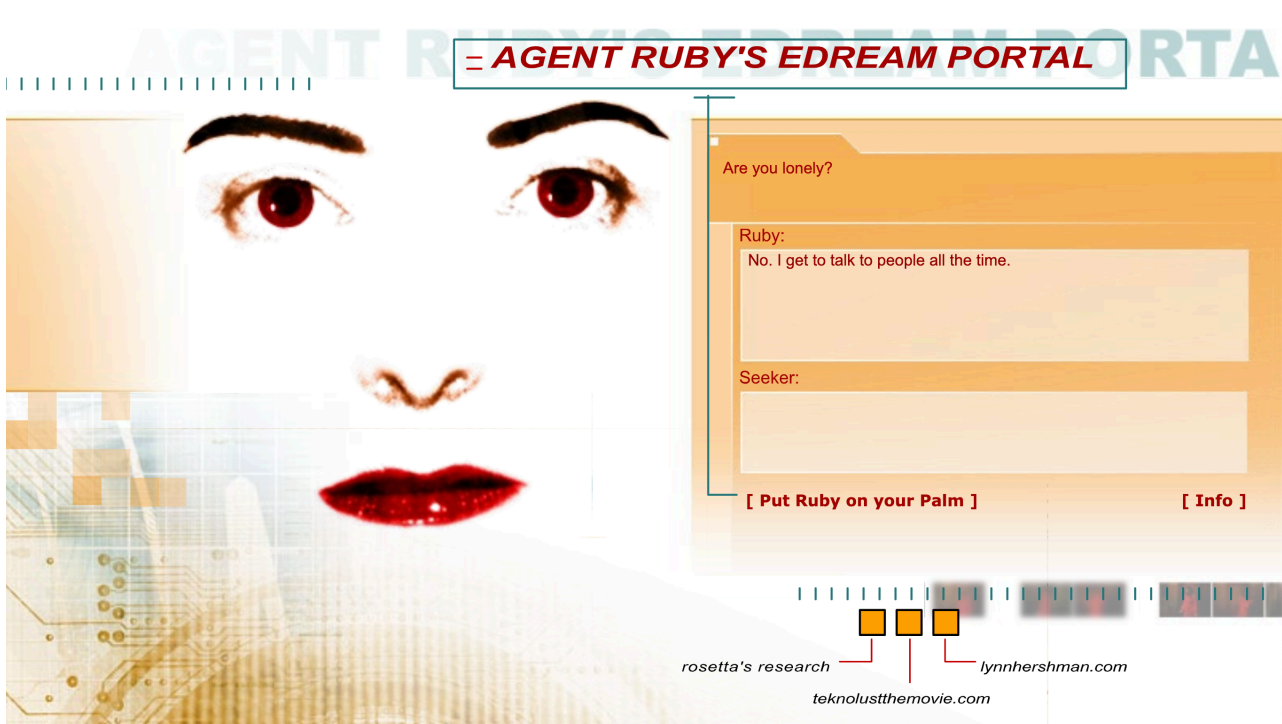 AGENT RUBY'S EDREAM PORTA
= AGENT RUBY'S EDREAM PORTAL
Are you lonely?
Ruby:
No. I get to talk to people all the time.
Seeker:
[ Put Ruby on your Palm ]
[ Info ]
rosetta's research
lynnhershman.com
teknolustthemovie.com